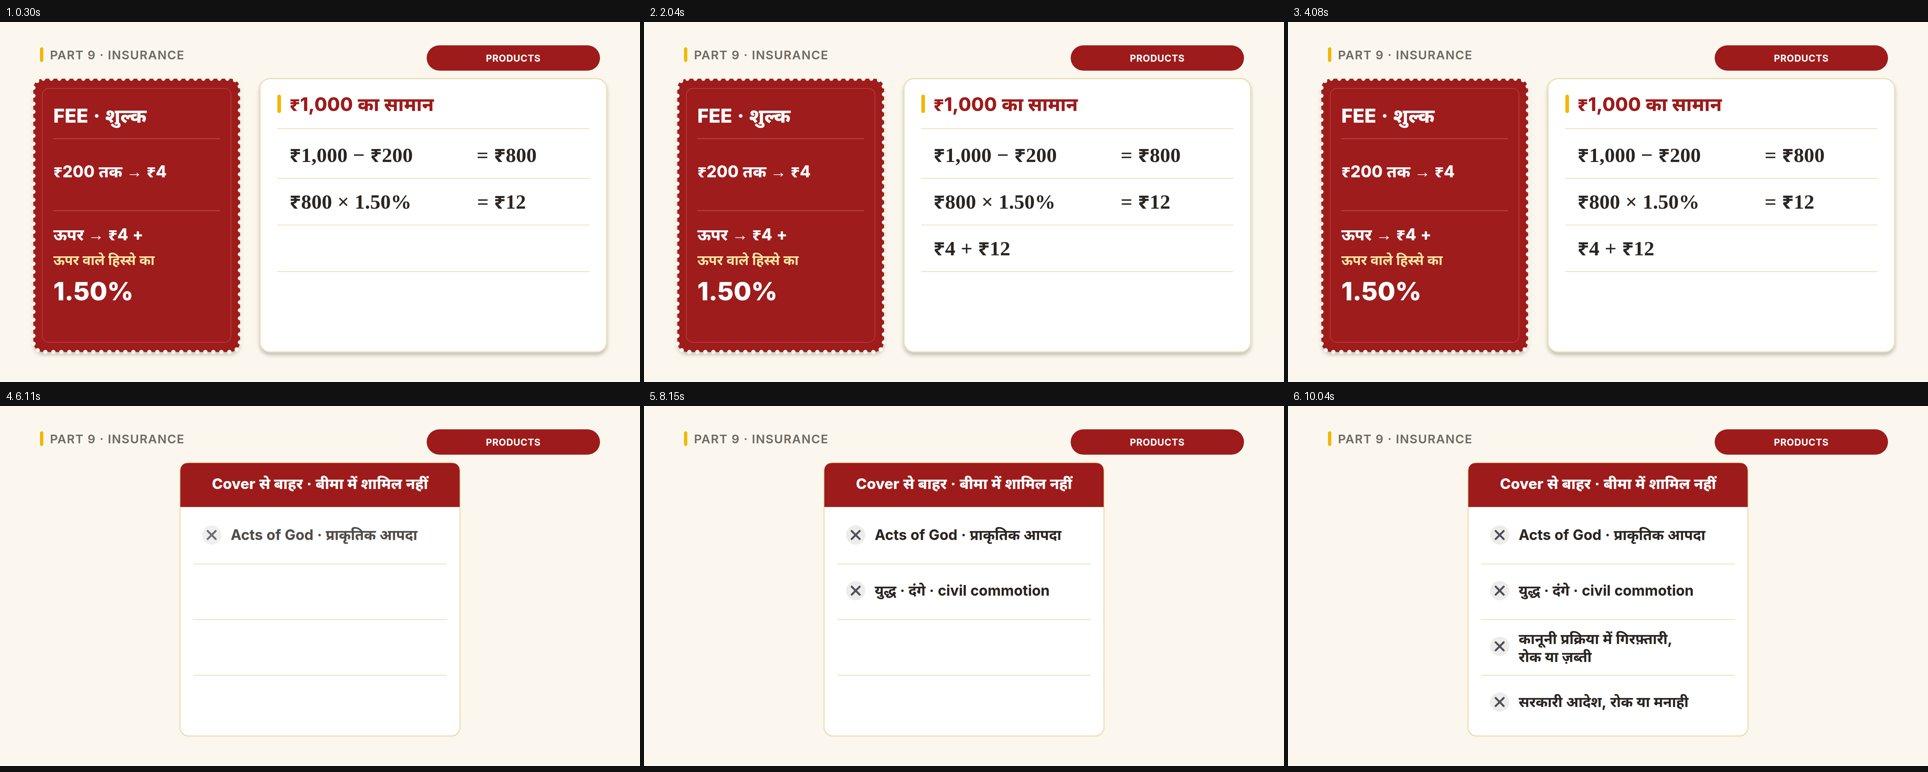 1. 0.30s
PART 9 · INSURANCE
PRODUCTS
FEE · शुल्क
₹200 तक → ₹4
ऊपर → ₹4 +
ऊपर वाले हिस्से का
1.50%
₹1,000 का सामान
₹1,000 − ₹200 = ₹800
₹800 × 1.50% = ₹12
2. 2.04s
PART 9 · INSURANCE
PRODUCTS
FEE · शुल्क
₹200 तक → ₹4
ऊपर → ₹4 +
ऊपर वाले हिस्से का
1.50%
₹1,000 का सामान
₹1,000 − ₹200 = ₹800
₹800 × 1.50% = ₹12
₹4 + ₹12
3. 4.08s
PART 9 · INSURANCE
PRODUCTS
FEE · शुल्क
₹200 तक → ₹4
ऊपर → ₹4 +
ऊपर वाले हिस्से का
1.50%
₹1,000 का सामान
₹1,000 − ₹200 = ₹800
₹800 × 1.50% = ₹12
₹4 + ₹12
4. 6.11s
PART 9 · INSURANCE
PRODUCTS
Cover से बाहर · बीमा में शामिल नहीं
Acts of God · प्राकृतिक आपदा
5. 8.15s
PART 9 · INSURANCE
PRODUCTS
Cover से बाहर · बीमा में शामिल नहीं
Acts of God · प्राकृतिक आपदा
युद्ध · दंगे · civil commotion
6. 10.04s
PART 9 · INSURANCE
PRODUCTS
Cover से बाहर · बीमा में शामिल नहीं
Acts of God · प्राकृतिक आपदा
युद्ध · दंगे · civil commotion
कानूनी प्रक्रिया में गिरफ़्तारी,
रोक या ज़ब्ती
सरकारी आदेश, रोक या मनाही